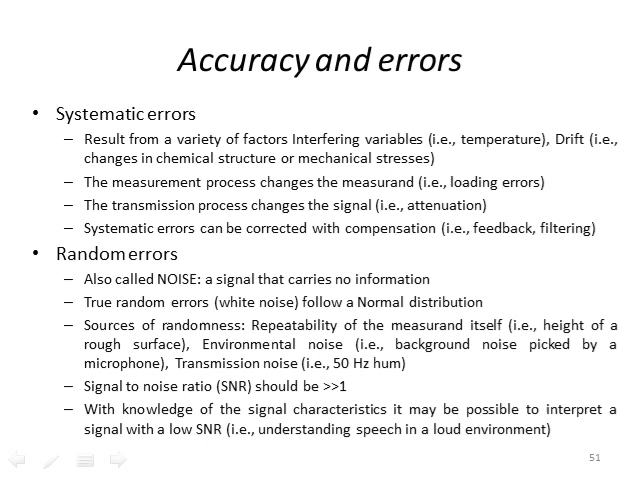 Accuracy and errors
• Systematic errors
– Result from a variety of factors Interfering variables (i.e., temperature), Drift (i.e.,
changes in chemical structure or mechanical stresses)
– The measurement process changes the measurand (i.e., loading errors)
– The transmission process changes the signal (i.e., attenuation)
– Systematic errors can be corrected with compensation (i.e., feedback, filtering)
• Random errors
– Also called NOISE: a signal that carries no information
– True random errors (white noise) follow a Normal distribution
– Sources of randomness: Repeatability of the measurand itself (i.e., height of a
rough surface), Environmental noise (i.e., background noise picked by a
microphone), Transmission noise (i.e., 50 Hz hum)
– Signal to noise ratio (SNR) should be >>1
– With knowledge of the signal characteristics it may be possible to interpret a
signal with a low SNR (i.e., understanding speech in a loud environment)
51